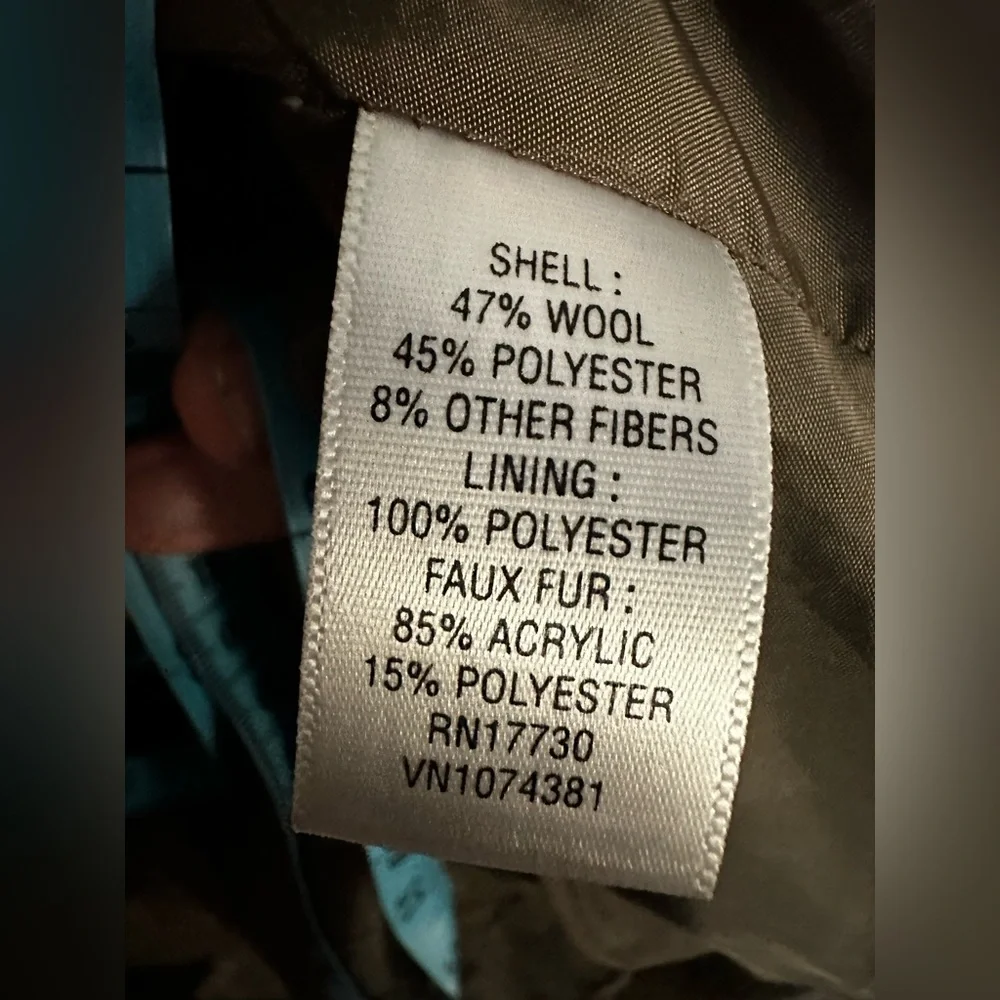 SHELL :
47% WOOL
45% POLYESTER
8% OTHER FIBERS
LINING :
100% POLYESTER
FAUX FUR :
85% ACRYLIC
15% POLYESTER
RN17730
VN1074381